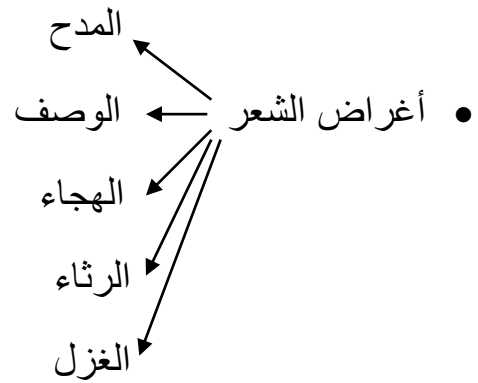 المدح
• أغراض الشعر
الوصف
الهجاء
الرثاء
الغزل